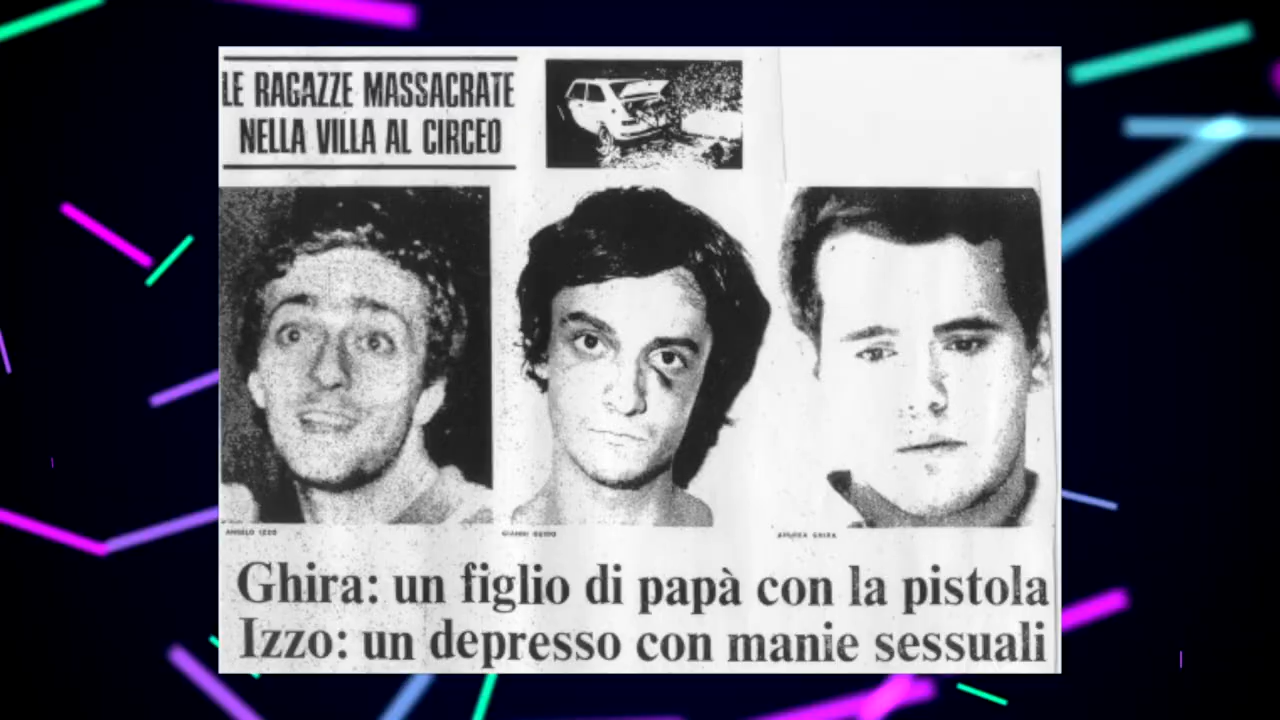 LE RAGAZZE MASSACRATE
NELLA VILLA AL CIRCEO
ANGELO IZZO
GIANNI GUIDO
ANDREA GHIRA
Ghira: un figlio di papà con la pistola
Izzo: un depresso con manie sessuali